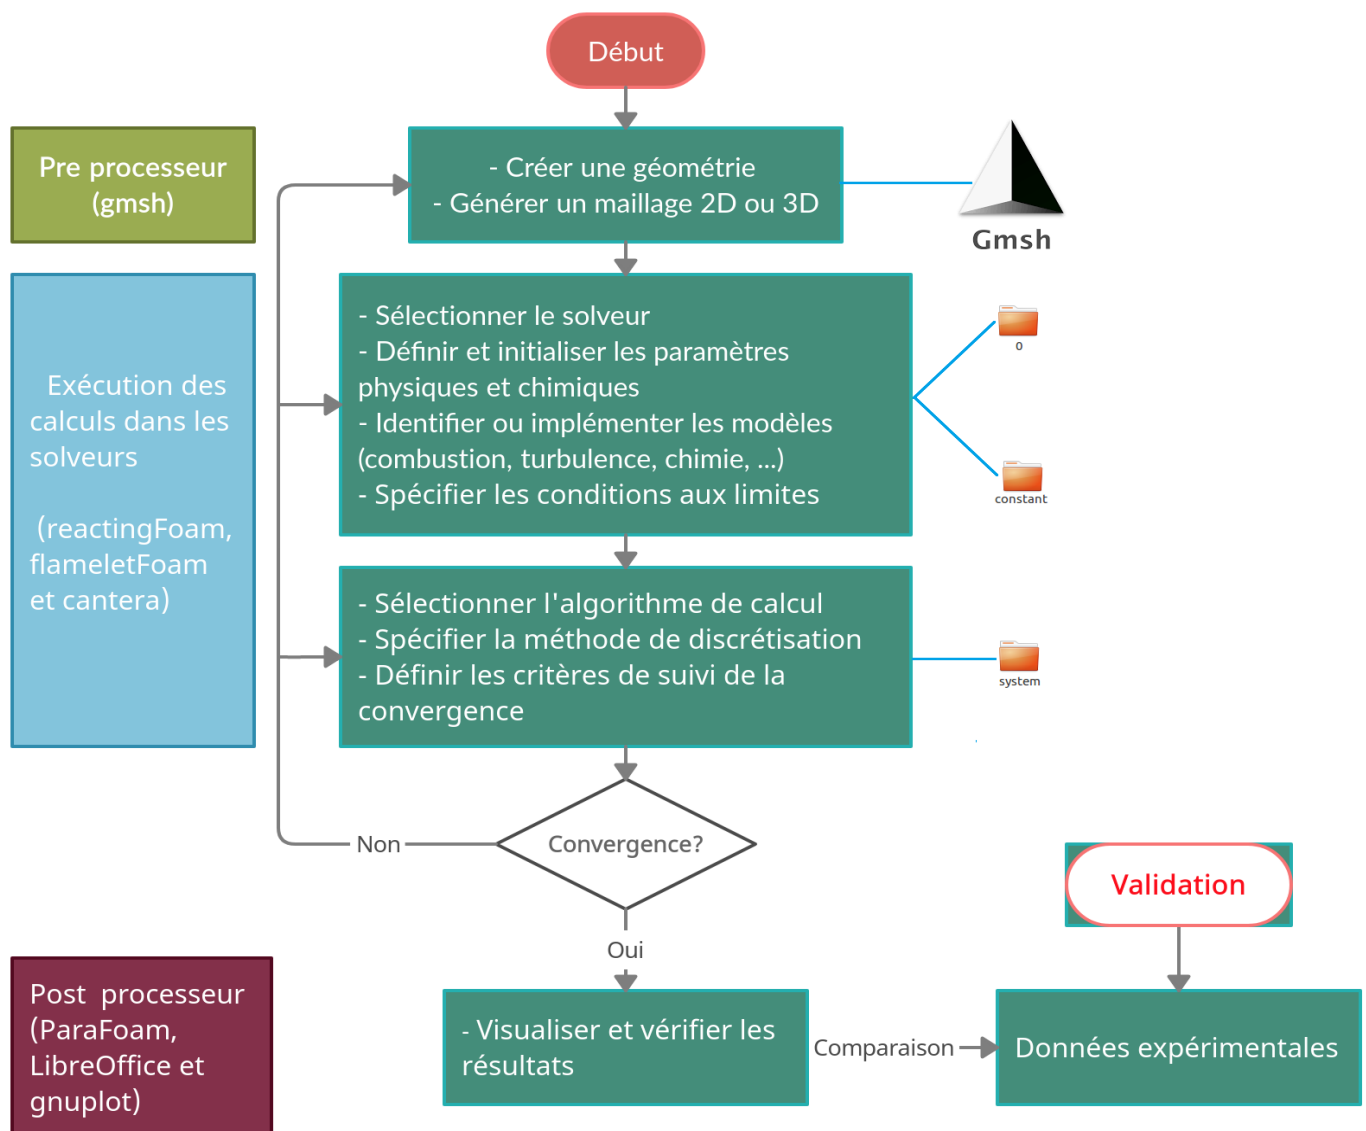 Début
Pre processeur
(gmsh)
- Créer une géométrie
- Générer un maillage 2D ou 3D
Gmsh
Exécution des
calculs dans les
solveurs
(reactingFoam,
flameletFoam
et cantera)
- Sélectionner le solveur
- Définir et initialiser les paramètres
physiques et chimiques
- Identifier ou implémenter les modèles
(combustion, turbulence, chimie, ...)
- Spécifier les conditions aux limites
0
constant
- Sélectionner l'algorithme de calcul
- Spécifier la méthode de discrétisation
- Définir les critères de suivi de la
convergence
system
Convergence?
Non
Oui
Validation
Post processeur
(ParaFoam,
LibreOffice et
gnuplot)
- Visualiser et vérifier les
résultats
Comparaison
Données expérimentales